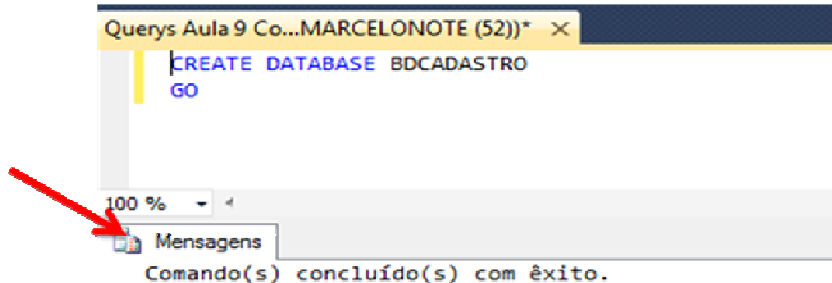 Querys Aula 9 Co...MARCELONOTE (52))* ×
CREATE DATABASE BDCADASTRO
GO
100 %
Mensagens
Comando(s) concluído(s) com êxito.